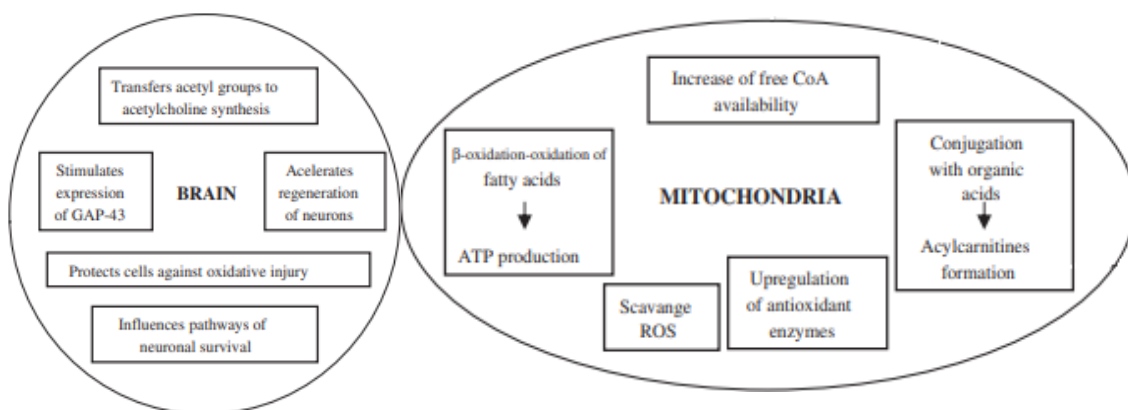 Transfers acetyl groups to
acetylcholine synthesis
Stimulates
expression
of GAP-43
BRAIN
Acelerates
regeneration
of neurons
Protects cells against oxidative injury
Influences pathways of
neuronal survival
Increase of free CoA
availability
β-oxidation-oxidation of
fatty acids
ATP production
MITOCHONDRIA
Conjugation
with organic
acids
Acylcarnitines
formation
Scavange
ROS
Upregulation
of antioxidant
enzymes